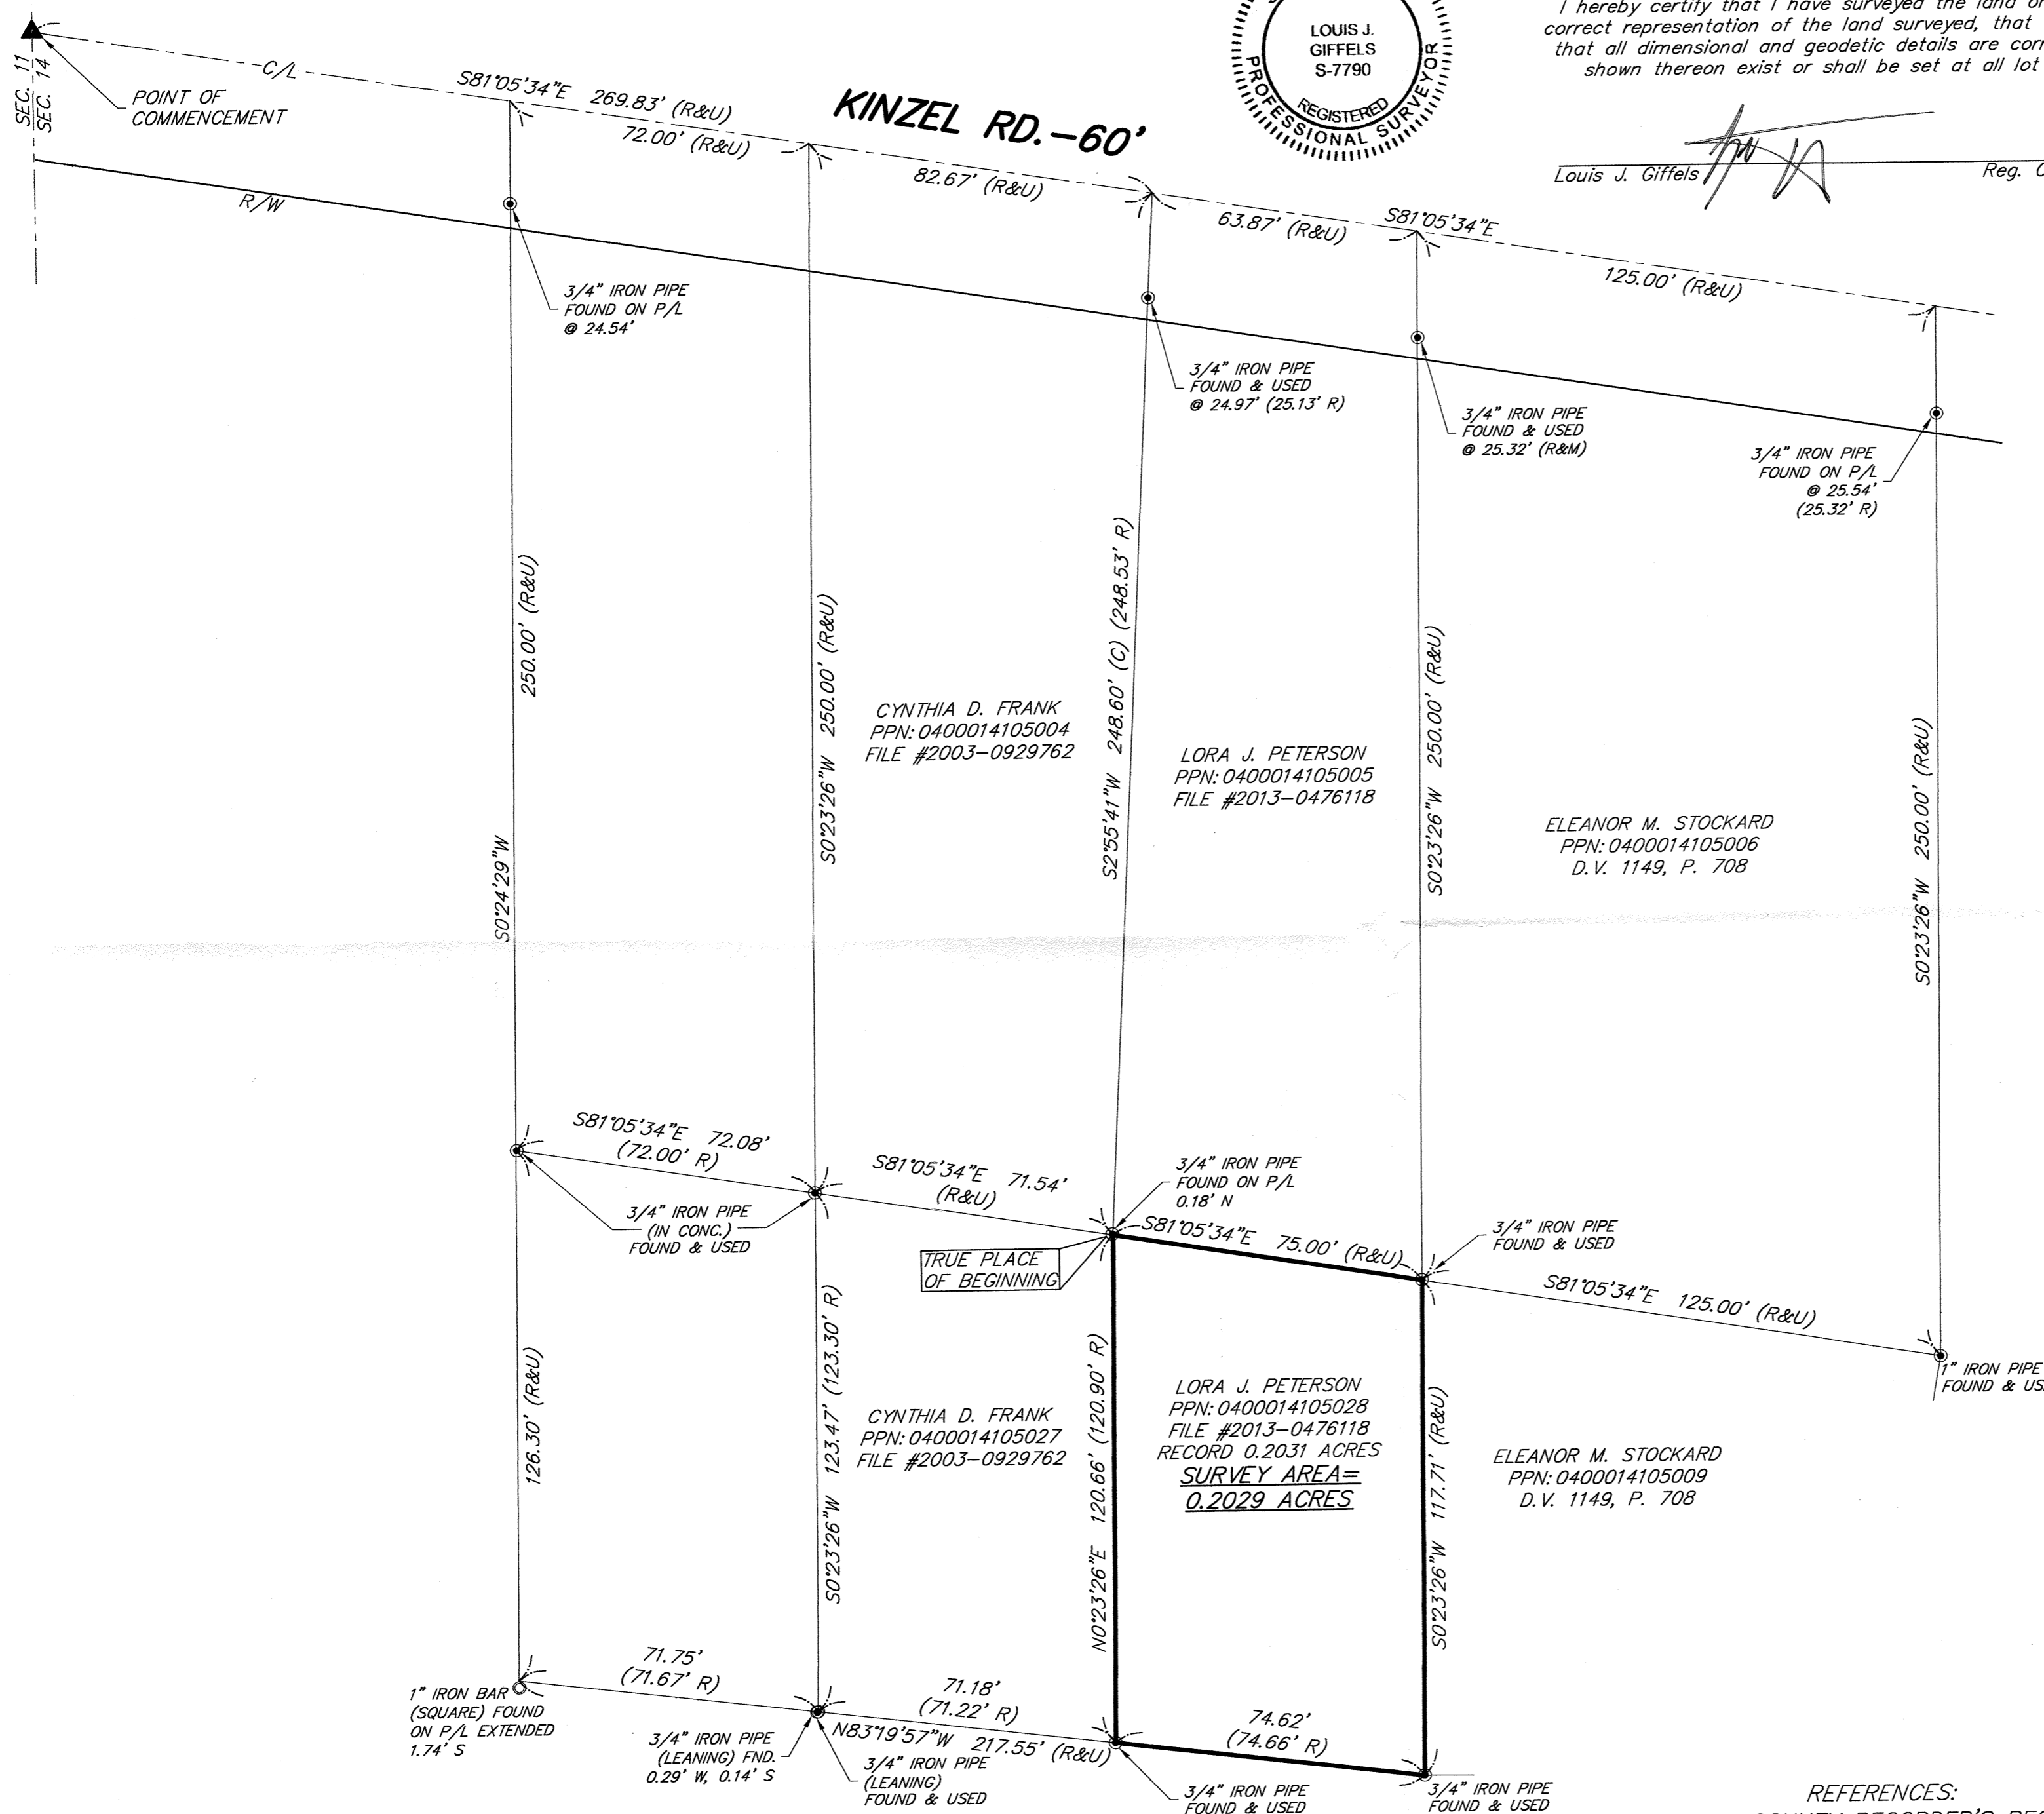 I hereby certify that I have surveyed the land
correct representation of the land surveyed, that
that all dimensional and geodetic details are
shown thereon exist or shall be set at all lot
LOUIS J.
GIFFELS
S-7790
REGISTERED
PROFESSIONAL SURVEYOR
Louis J. Giffels
Reg.
SEC. 11
SEC. 14
POINT OF
COMMENCEMENT
C/L
R/W
S81°05'34"E 269.83' (R&U)
72.00' (R&U)
KINZEL RD.-60'
82.67' (R&U)
63.87' (R&U)
S81°05'34"E
125.00' (R&U)
3/4" IRON PIPE
FOUND ON P/L
@ 24.54'
3/4" IRON PIPE
FOUND & USED
@ 24.97' (25.13' R)
3/4" IRON PIPE
FOUND & USED
@ 25.32' (R&M)
3/4" IRON PIPE
FOUND ON P/L
@ 25.54'
(25.32' R)
S0°24'29"W
250.00' (R&U)
S0°23'26"W 250.00' (R&U)
CYNTHIA D. FRANK
PPN: 0400014105004
FILE #2003-0929762
S2°55'41"W 248.60' (C) (248.53' R)
LORA J. PETERSON
PPN: 0400014105005
FILE #2013-0476118
S0°23'26"W 250.00' (R&U)
ELEANOR M. STOCKARD
PPN: 0400014105006
D.V. 1149, P. 708
S0°23'26"W 250.00' (R&U)
S81°05'34"E 72.08'
(72.00' R)
S81°05'34"E 71.54'
(R&U)
3/4" IRON PIPE
(IN CONC.)
FOUND & USED
3/4" IRON PIPE
FOUND ON P/L
0.18' N
S81°05'34"E 75.00' (R&U)
3/4" IRON PIPE
FOUND & USED
TRUE PLACE
OF BEGINNING
S81°05'34"E 125.00' (R&U)
1" IRON PIPE
FOUND &
126.30' (R&U)
S0°23'26"W 123.47' (123.30' R)
CYNTHIA D. FRANK
PPN: 0400014105027
FILE #2003-0929762
N0°23'26"E 120.66' (120.90' R)
LORA J. PETERSON
PPN: 0400014105028
FILE #2013-0476118
RECORD 0.2031 ACRES
SURVEY AREA=
0.2029 ACRES
S0°23'26"W 117.71' (R&U)
ELEANOR M. STOCKARD
PPN: 0400014105009
D.V. 1149, P. 708
71.75'
(71.67' R)
71.18'
(71.22' R)
N83°19'57"W 217.55' (R&U)
74.62'
(74.66' R)
1" IRON BAR
(SQUARE) FOUND
ON P/L EXTENDED
1.74' S
3/4" IRON PIPE
(LEANING) FND.
0.29' W, 0.14' S
3/4" IRON PIPE
(LEANING)
FOUND & USED
3/4" IRON PIPE
FOUND & USED
3/4" IRON PIPE
FOUND & USED
REFERENCES:
COUNTY RECORDER'S